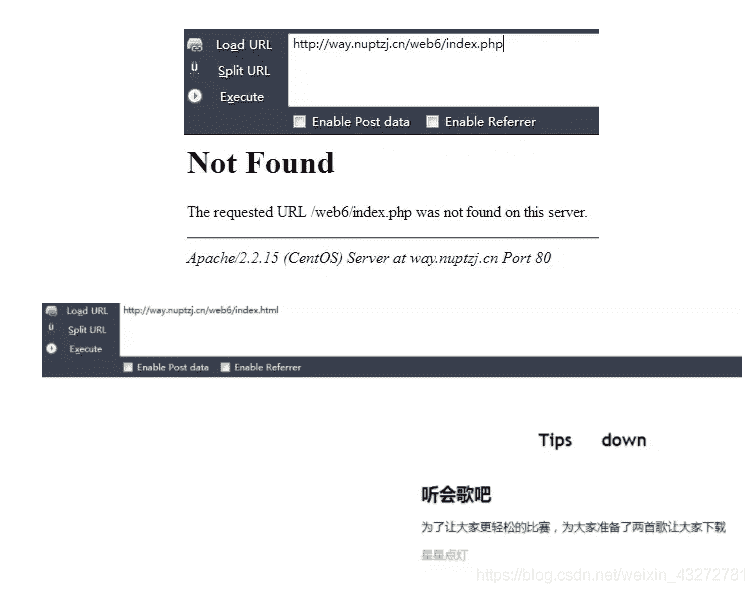 Load URL http://way.nuptzj.cn/web6/index.php
Split URL
Execute
Enable Post data Enable Referrer
Not Found
The requested URL /web6/index.php was not found on this server.
Apache/2.2.15 (CentOS) Server at way.nuptzj.cn Port 80
Load URL http://way.nuptzj.cn/web6/index.html
Split URL
Execute
Enable Post data Enable Referrer
Tips down
听会歌吧
为了让大家更轻松的比赛，为大家准备了两首歌让大家下载
星星点灯
https://blog.csdn.net/weixin_43272781